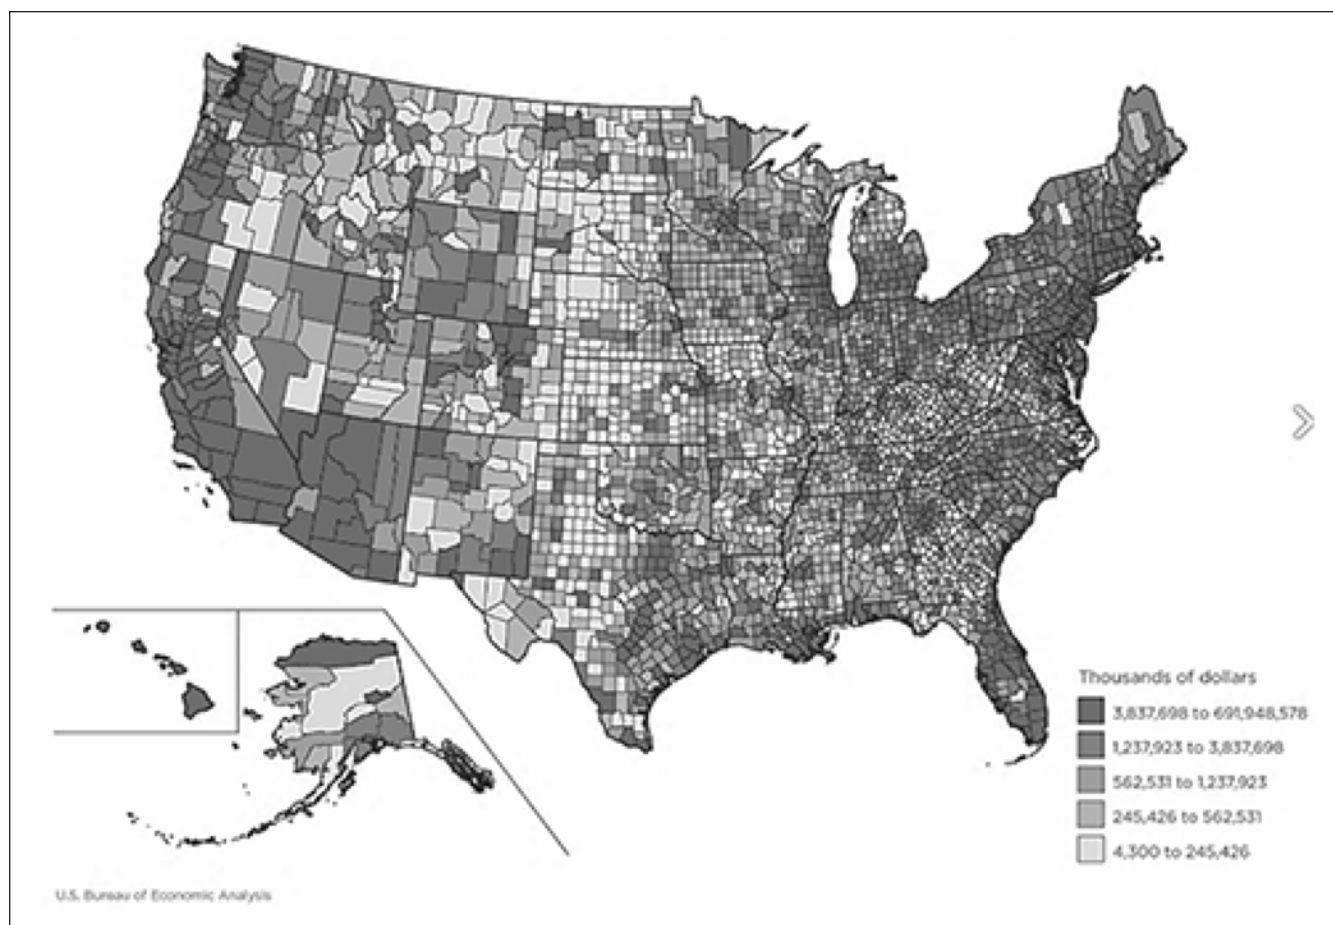 Thousands of dollars
3,837,698 to 691,948,578
1,237,923 to 3,837,698
562,531 to 1,237,923
245,426 to 562,531
4,300 to 245,426
U.S. Bureau of Economic Analysis